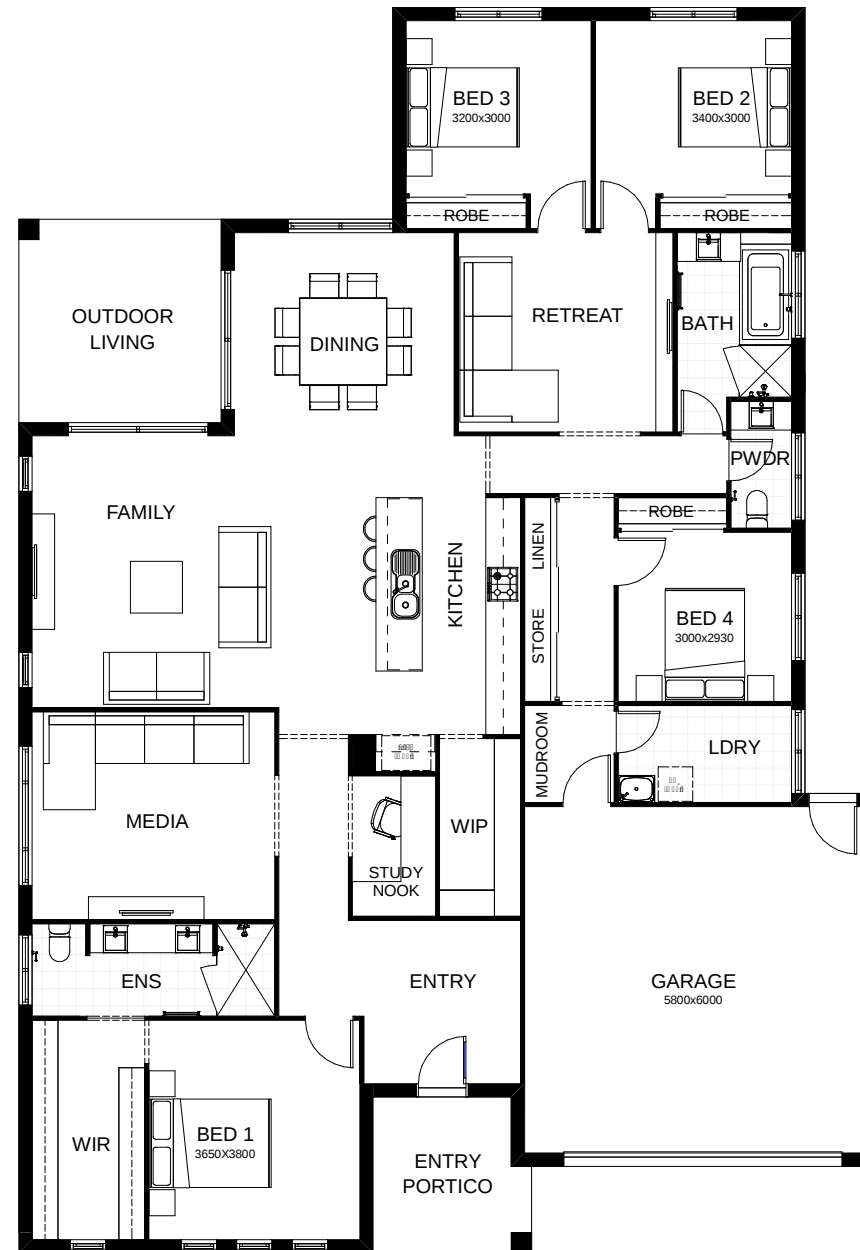 BED 3
3200x3000
BED 2
3400x3000
ROBE
ROBE
OUTDOOR
LIVING
DINING
RETREAT
BATH
PWDR
FAMILY
KITCHEN
LINEN
STORE
ROBE
BED 4
3000x2930
MUDROOM
LDRY
MEDIA
WIP
STUDY
NOOK
ENS
ENTRY
GARAGE
5800x6000
WIR
BED 1
3650X3800
ENTRY
PORTICO